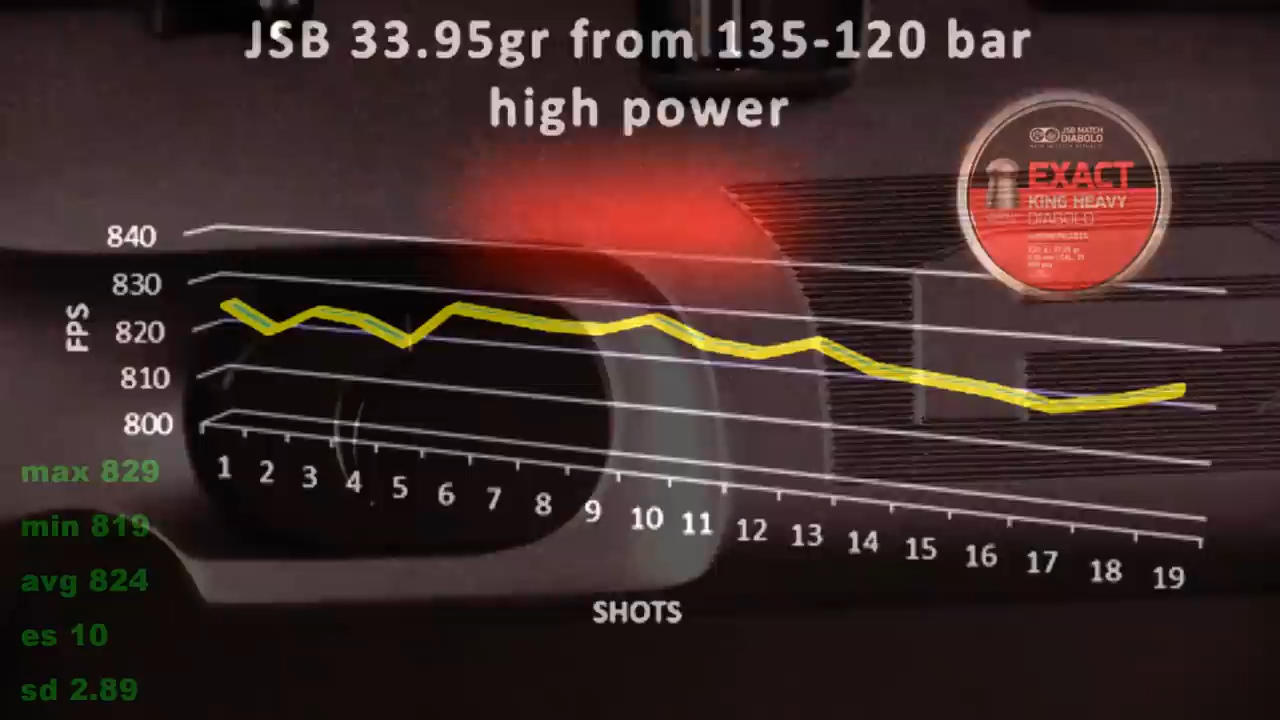 JSB 33.95gr from 135-120 bar
high power
JSB MATCH
DIABOLO
EXACT
KING HEAVY
DIABOLO
840
830
FPS
820
810
800
max 829
min 819
avg 824
es 10
sd 2.89
1 2 3 4 5 6 7 8 9 10 11 12 13 14 15 16 17 18 19
SHOTS